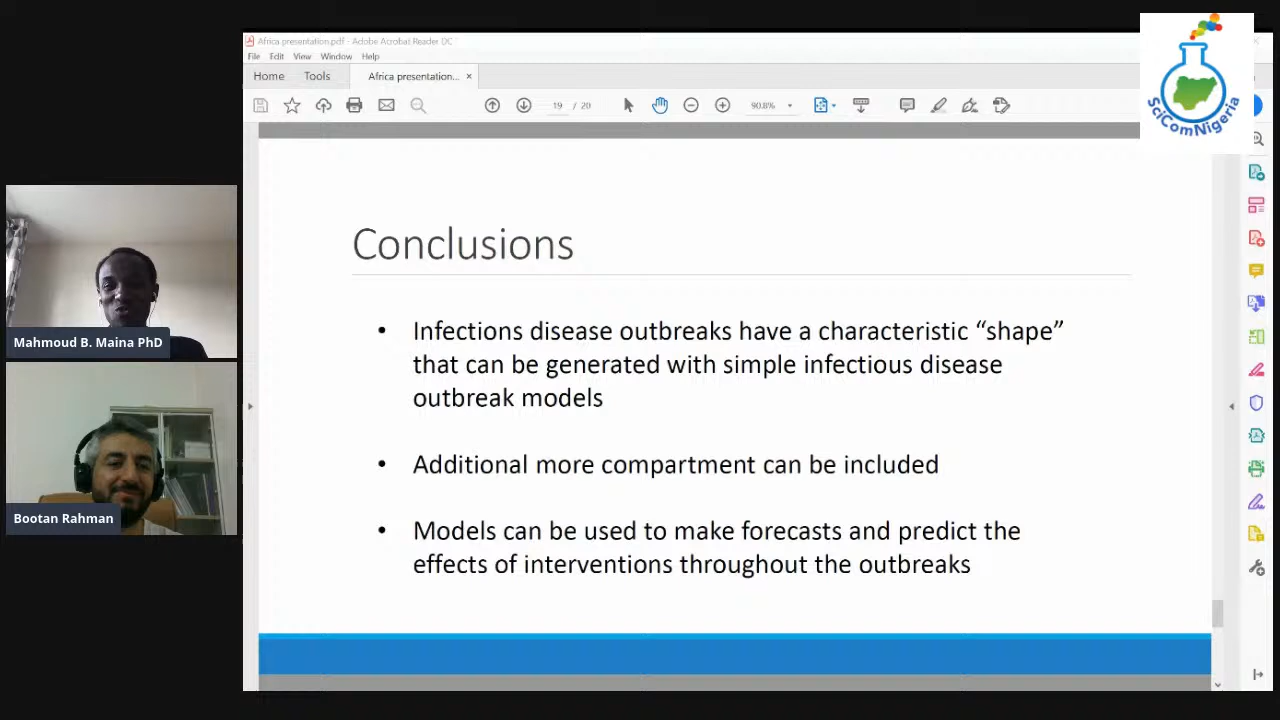 Africa presentation.pdf - Adobe Acrobat Reader DC
File Edit View Window Help
Home Tools Africa presentation... ×
19 / 20 90.8%
SciComNigeria
Conclusions
• Infections disease outbreaks have a characteristic “shape”
that can be generated with simple infectious disease
outbreak models
• Additional more compartment can be included
• Models can be used to make forecasts and predict the
effects of interventions throughout the outbreaks
Mahmoud B. Maina PhD
Bootan Rahman